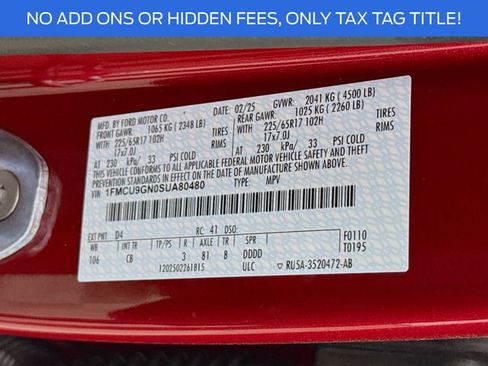 NO ADD ONS OR HIDDEN FEES, ONLY TAX TAG TITLE!
MFD. BY FORD MOTOR CO.
DATE: 02/25 GVWR: 2041 KG ( 4500 LB)
FRONT GAWR: 1065 KG ( 2348 LB) REAR GAWR: 1025 KG ( 2260 LB)
WITH 225/65R17 102H TIRES WITH 225/65R17 102H TIRES
17x7.0J RIMS 17x7.0J RIMS
AT 230 kPa/ 33 PSI COLD AT 230 kPa/ 33 PSI COLD
THIS VEHICLE CONFORMS TO ALL APPLICABLE FEDERAL MOTOR VEHICLE SAFETY AND
THEFT PREVENTION STANDARDS IN EFFECT ON THE DATE OF MANUFACTURE SHOWN ABOVE.
VIN: 1FMCU9GN0SUA80480 TYPE: MPV
EXT PNT: D4 RC: 41 DSO: F0110
WB INT TR TP/PS R AXLE TR SPR T0195
106 CB 3 81 8 DDDD
1202502261815 ULC RU5A-3520472-AB